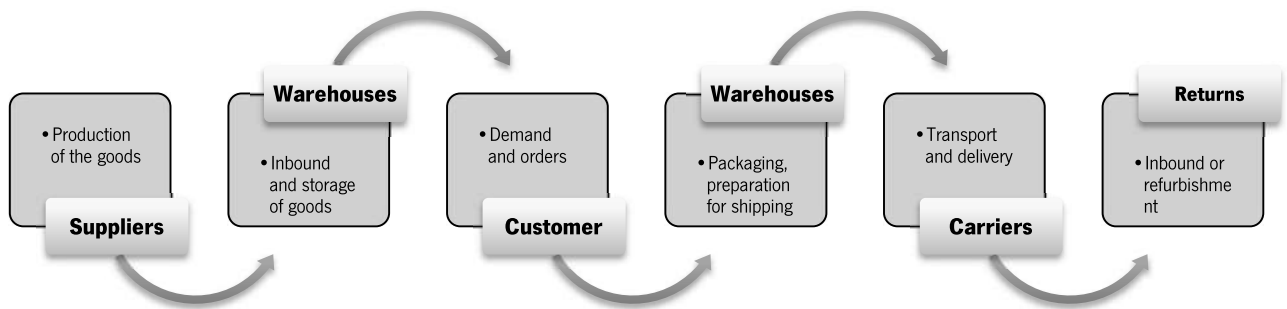 • Production
of the goods
Suppliers
Warehouses
• Inbound
and storage
of goods
• Demand
and orders
Customer
Warehouses
• Packaging,
preparation
for shipping
• Transport
and delivery
Carriers
Returns
• Inbound or
refurbishme
nt